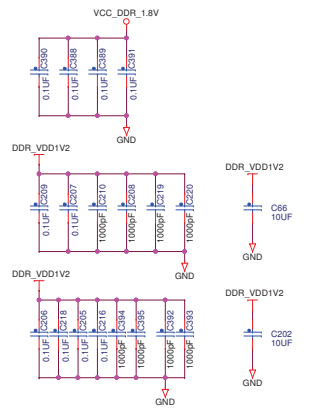 VCC_DDR_1.8V
C390
0.1UF
C388
0.1UF
C389
0.1UF
C391
0.1UF
GND
DDR_VDD1V2
C209
0.1UF
C207
0.1UF
C210
1000pF
C208
1000pF
C219
1000pF
C220
1000pF
GND
DDR_VDD1V2
C66
10UF
GND
DDR_VDD1V2
C206
0.1UF
C218
0.1UF
C205
0.1UF
C216
0.1UF
C394
1000pF
C395
1000pF
C392
1000pF
C393
1000pF
GND
DDR_VDD1V2
C202
10UF
GND